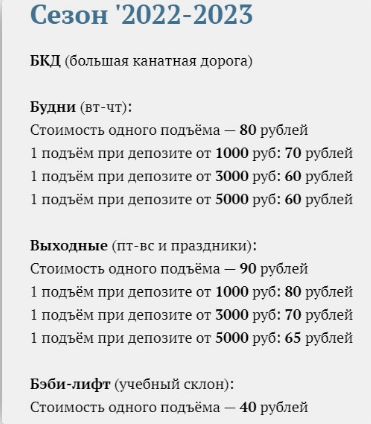 Сезон '2022-2023
БКД (большая канатная дорога)
Будни (вт-чт):
Стоимость одного подъёма — 80 рублей
1 подъём при депозите от 1000 руб: 70 рублей
1 подъём при депозите от 3000 руб: 60 рублей
1 подъём при депозите от 5000 руб: 60 рублей
Выходные (пт-вс и праздники):
Стоимость одного подъёма — 90 рублей
1 подъём при депозите от 1000 руб: 80 рублей
1 подъём при депозите от 3000 руб: 70 рублей
1 подъём при депозите от 5000 руб: 65 рублей
Бэби-лифт (учебный склон):
Стоимость одного подъёма — 40 рублей